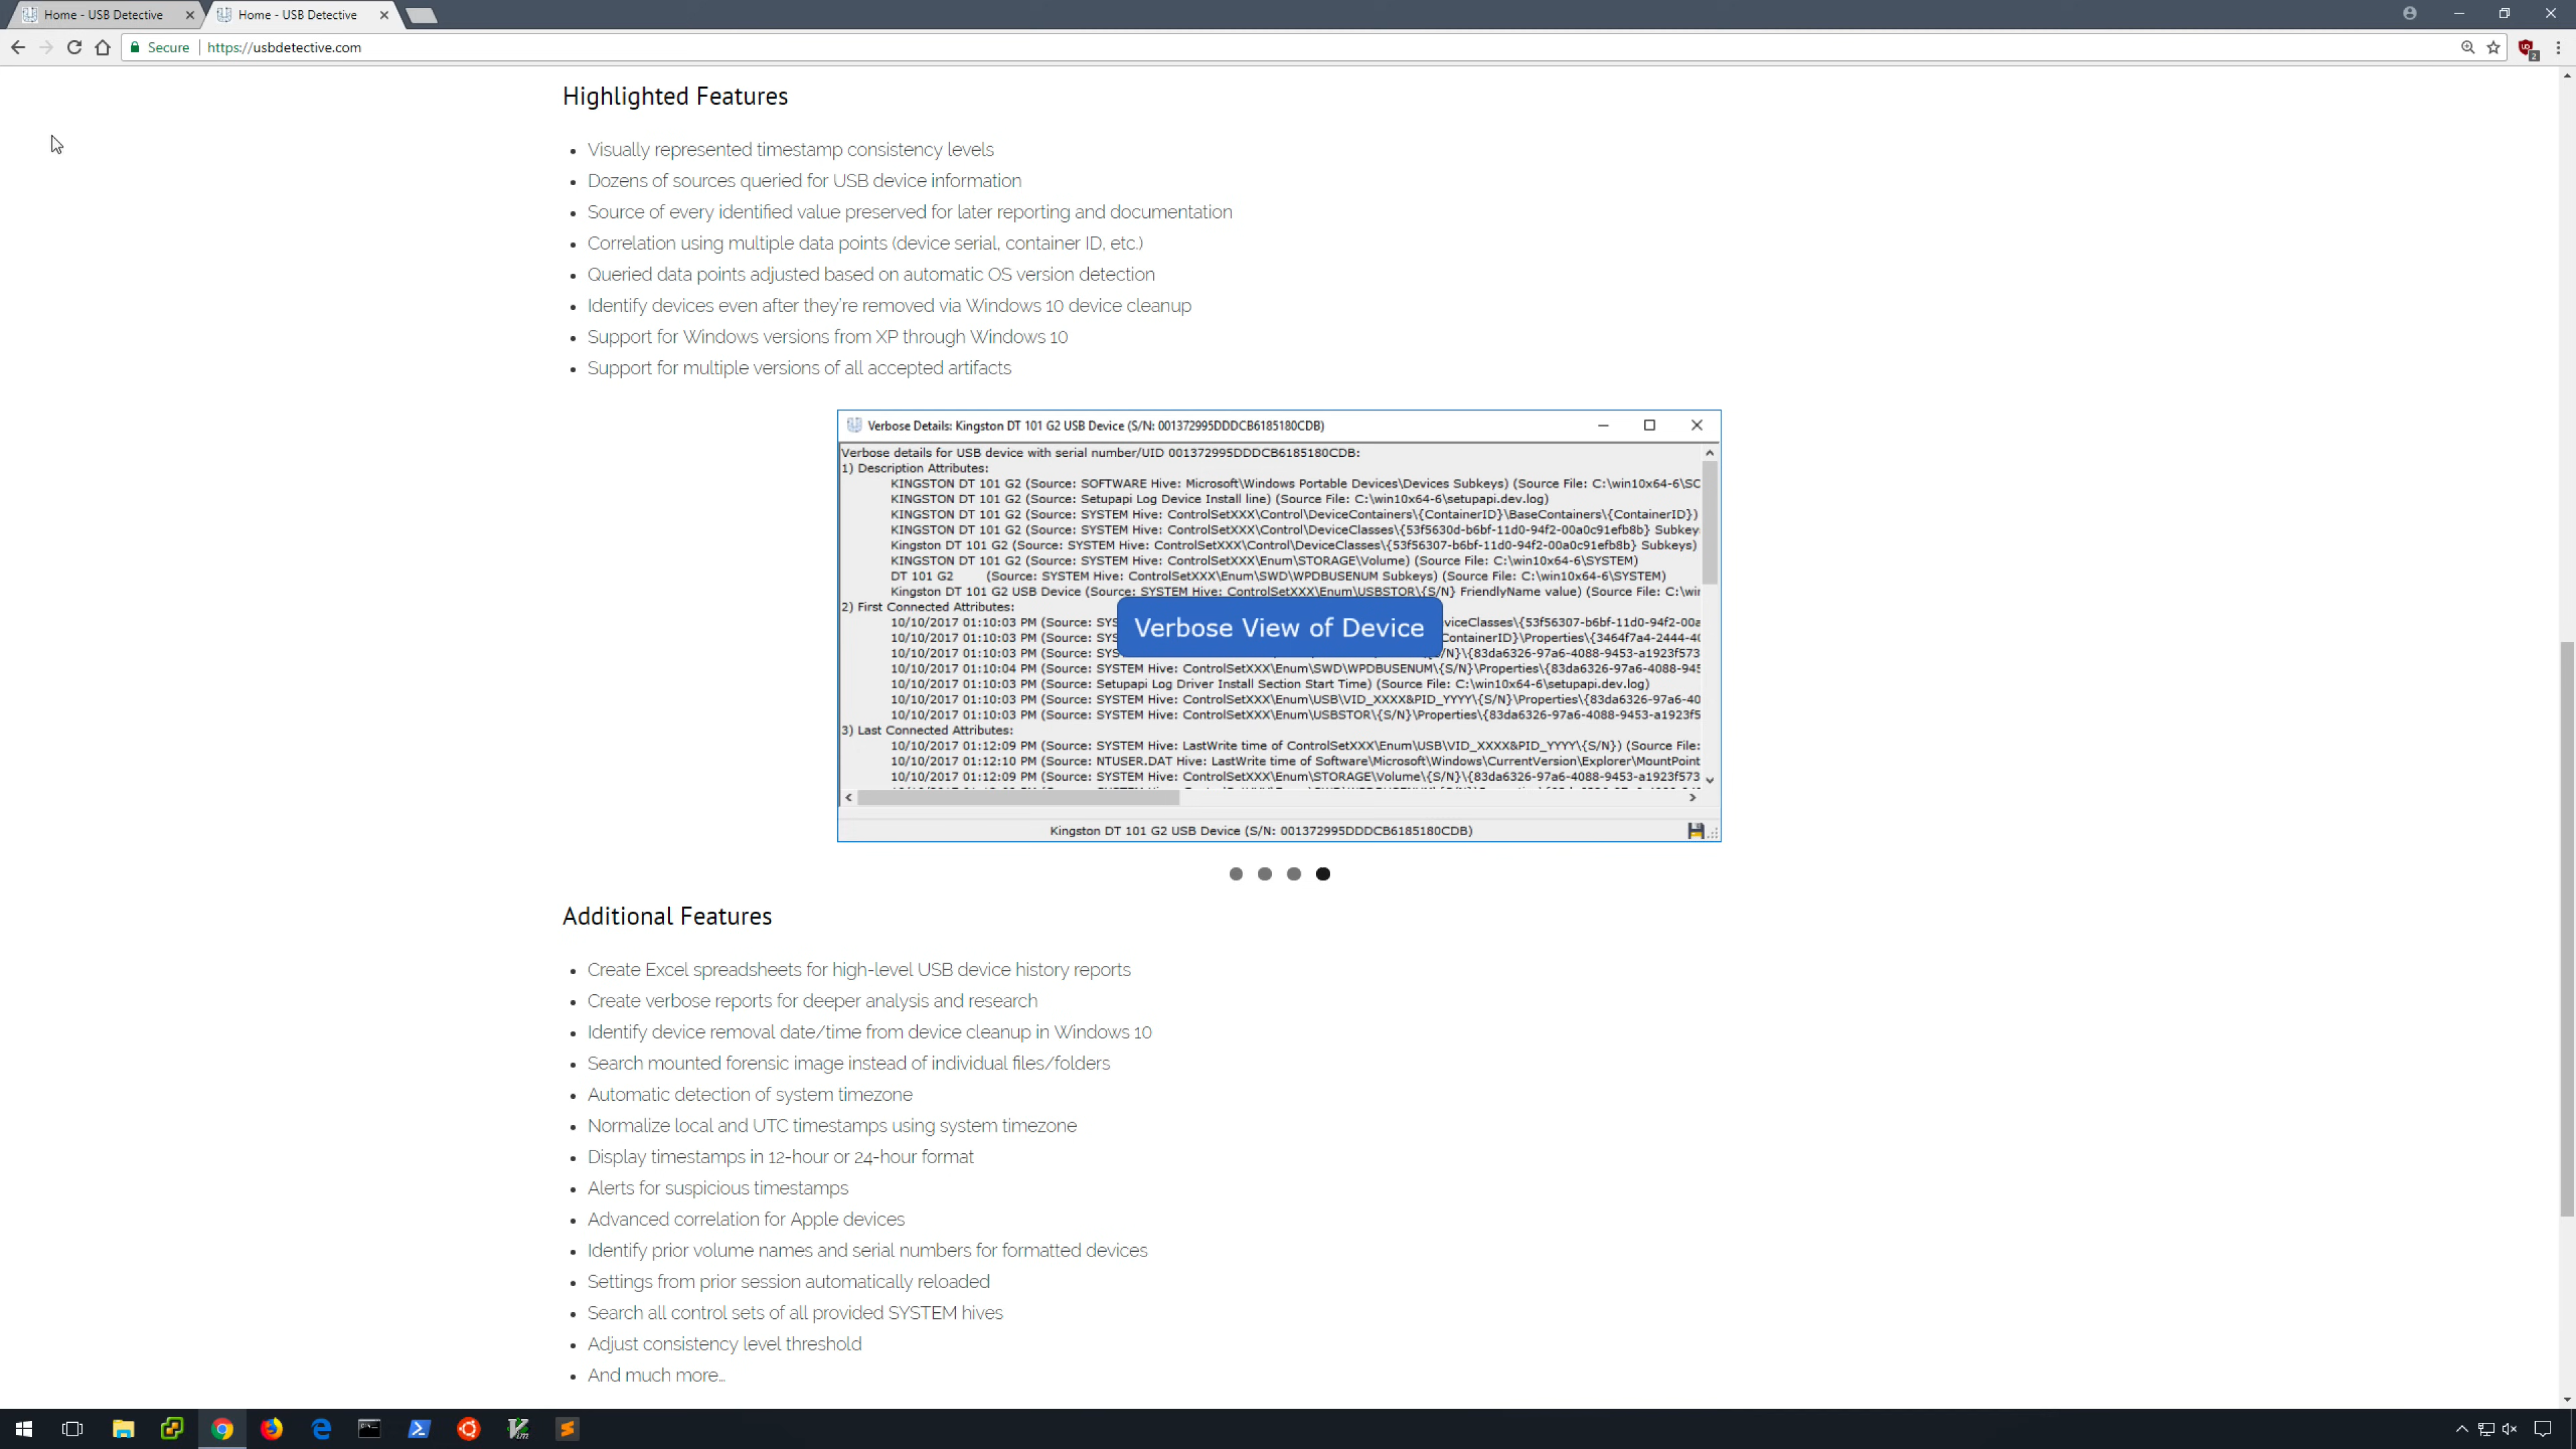 Home - USB Detective
Home - USB Detective
Secure
https://usbdetective.com
2
Highlighted Features
• Visually represented timestamp consistency levels
• Dozens of sources queried for USB device information
• Source of every identified value preserved for later reporting and documentation
• Correlation using multiple data points (device serial, container ID, etc.)
• Queried data points adjusted based on automatic OS version detection
• Identify devices even after they're removed via Windows 10 device cleanup
• Support for Windows versions from XP through Windows 10
• Support for multiple versions of all accepted artifacts
Verbose Details: Kingston DT 101 G2 USB Device (S/N: 001372995DDDCB6185180CDB)
Verbose details for USB device with serial number/UID 001372995DDDCB6185180CDB:
1) Description Attributes:
KINGSTON DT 101 G2 (Source: SOFTWARE Hive: Microsoft\Windows Portable Devices\Devices Subkeys) (Source File: C:\win10x64-6\SC
KINGSTON DT 101 G2 (Source: Setupapi Log Device Install line) (Source File: C:\win10x64-6\setupapi.dev.log)
KINGSTON DT 101 G2 (Source: SYSTEM Hive: ControlSetXXX\Control\DeviceContainers\{ContainerID}\BaseContainers\{ContainerID})
KINGSTON DT 101 G2 (Source: SYSTEM Hive: ControlSetXXX\Control\DeviceClasses\{53f5630d-b6bf-11d0-94f2-00a0c91efb8b} Subkey
Kingston DT 101 G2 (Source: SYSTEM Hive: ControlSetXXX\Control\DeviceClasses\{53f56307-b6bf-11d0-94f2-00a0c91efb8b} Subkeys)
KINGSTON DT 101 G2 (Source: SYSTEM Hive: ControlSetXXX\Enum\STORAGE\Volume) (Source File: C:\win10x64-6\SYSTEM)
DT 101 G2 (Source: SYSTEM Hive: ControlSetXXX\Enum\SWD\WPDBUSENUM Subkeys) (Source File: C:\win10x64-6\SYSTEM)
Kingston DT 101 G2 USB Device (Source: SYSTEM Hive: ControlSetXXX\Enum\USBSTOR\{S/N} FriendlyName value) (Source File: C:\wir
2) First Connected Attributes:
10/10/2017 01:10:03 PM (Source: SYS viceClasses\{53f56307-b6bf-11d0-94f2-00a
10/10/2017 01:10:03 PM (Source: SYS ontainerID}\Properties\{3464f7a4-2444-40
Verbose View of Device
10/10/2017 01:10:03 PM (Source: SYS /N}\{83da6326-97a6-4088-9453-a1923f573
10/10/2017 01:10:04 PM (Source: SYSTEM Hive: ControlSetXXX\Enum\SWD\WPDBUSENUM\{S/N}\Properties\{83da6326-97a6-4088-945
10/10/2017 01:10:03 PM (Source: Setupapi Log Driver Install Section Start Time) (Source File: C:\win10x64-6\setupapi.dev.log)
10/10/2017 01:10:03 PM (Source: SYSTEM Hive: ControlSetXXX\Enum\USB\VID_XXXX&PID_YYYY\{S/N}\Properties\{83da6326-97a6-40
10/10/2017 01:10:03 PM (Source: SYSTEM Hive: ControlSetXXX\Enum\USBSTOR\{S/N}\Properties\{83da6326-97a6-4088-9453-a1923f5
3) Last Connected Attributes:
10/10/2017 01:12:09 PM (Source: SYSTEM Hive: LastWrite time of ControlSetXXX\Enum\USB\VID_XXXX&PID_YYYY\{S/N}) (Source File:
10/10/2017 01:12:10 PM (Source: NTUSER.DAT Hive: LastWrite time of Software\Microsoft\Windows\CurrentVersion\Explorer\MountPoint
10/10/2017 01:12:09 PM (Source: SYSTEM Hive: ControlSetXXX\Enum\STORAGE\Volume\{S/N}\{83da6326-97a6-4088-9453-a1923f573
Kingston DT 101 G2 USB Device (S/N: 001372995DDDCB6185180CDB)
Additional Features
• Create Excel spreadsheets for high-level USB device history reports
• Create verbose reports for deeper analysis and research
• Identify device removal date/time from device cleanup in Windows 10
• Search mounted forensic image instead of individual files/folders
• Automatic detection of system timezone
• Normalize local and UTC timestamps using system timezone
• Display timestamps in 12-hour or 24-hour format
• Alerts for suspicious timestamps
• Advanced correlation for Apple devices
• Identify prior volume names and serial numbers for formatted devices
• Settings from prior session automatically reloaded
• Search all control sets of all provided SYSTEM hives
• Adjust consistency level threshold
• And much more…